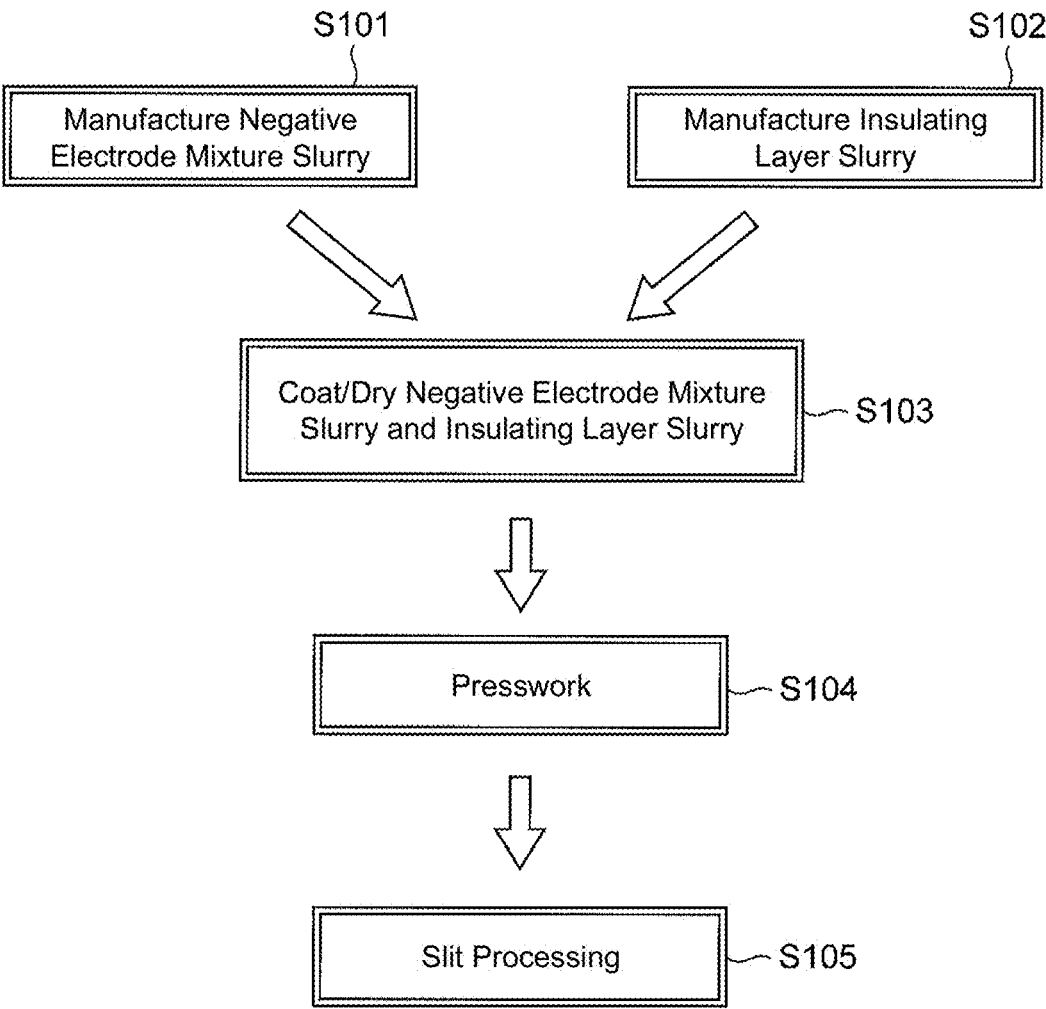 S101
S102
Manufacture Negative
Electrode Mixture Slurry
Manufacture Insulating
Layer Slurry
Coat/Dry Negative Electrode Mixture
Slurry and Insulating Layer Slurry
S103
Presswork
S104
Slit Processing
S105